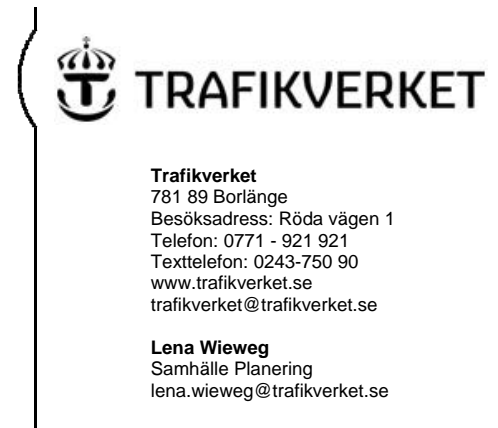 TRAFIKVERKET
Trafikverket
781 89 Borlänge
Besöksadress: Röda vägen 1
Telefon: 0771 - 921 921
Texttelefon: 0243-750 90
www.trafikverket.se
trafikverket@trafikverket.se
Lena Wieweg
Samhälle Planering
lena.wieweg@trafikverket.se